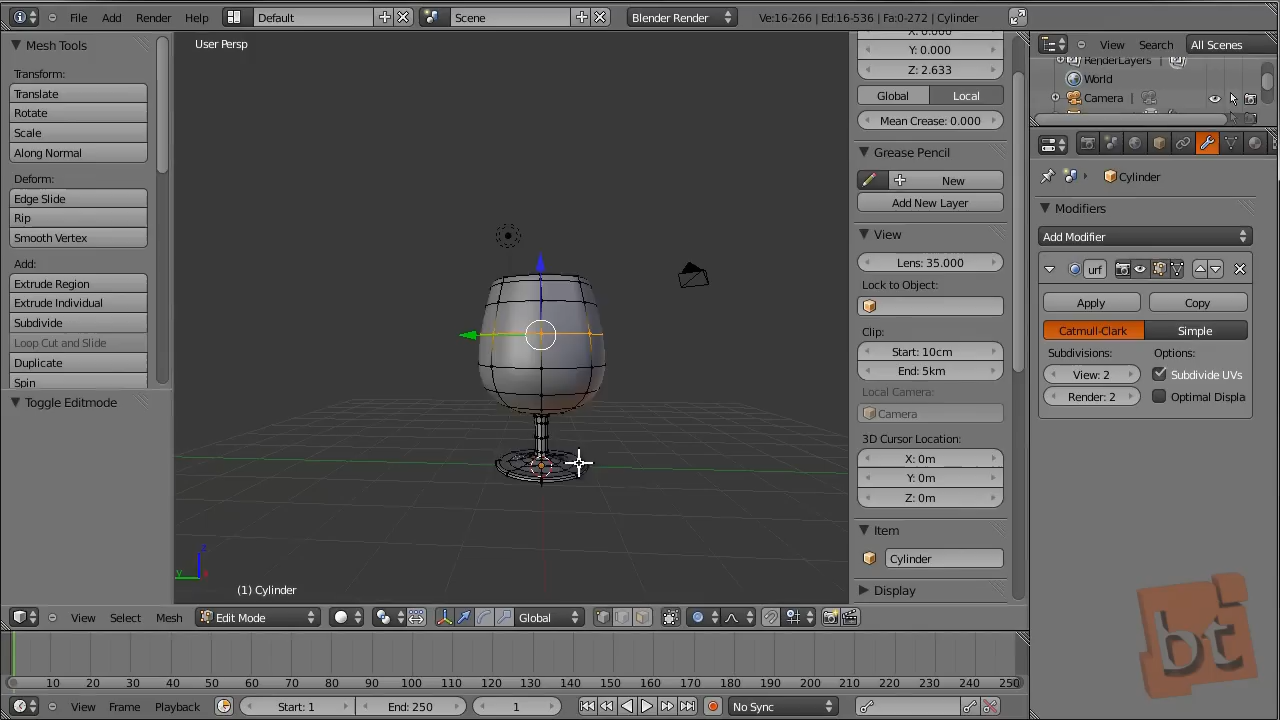 File Add Render Help Default Scene Blender Render Ve:16-266 | Ed:16-536 | Fa:0-272 | Cylinder
Mesh Tools
Transform:
Translate
Rotate
Scale
Along Normal
Deform:
Edge Slide
Rip
Smooth Vertex
Add:
Extrude Region
Extrude Individual
Subdivide
Loop Cut and Slide
Duplicate
Spin
Toggle Editmode
User Persp
z
y
(1) Cylinder
X: 0.000
Y: 0.000
Z: 2.633
Global Local
Mean Crease: 0.000
Grease Pencil
New
Add New Layer
View
Lens: 35.000
Lock to Object:
Clip:
Start: 10cm
End: 5km
Local Camera:
Camera
3D Cursor Location:
X: 0m
Y: 0m
Z: 0m
Item
Cylinder
Display
View Search All Scenes
RenderLayers |
World
Camera |
Cylinder
Modifiers
Add Modifier
urf
Apply Copy
Catmull-Clark Simple
Subdivisions: Options:
View: 2 Subdivide UVs
Render: 2 Optimal Displa
View Select Mesh Edit Mode Global
10 20 30 40 50 60 70 80 90 100 110 120 130 140 150 160 170 180 190 200 210 220 230 240 250
View Frame Playback Start: 1 End: 250 1 No Sync
bt